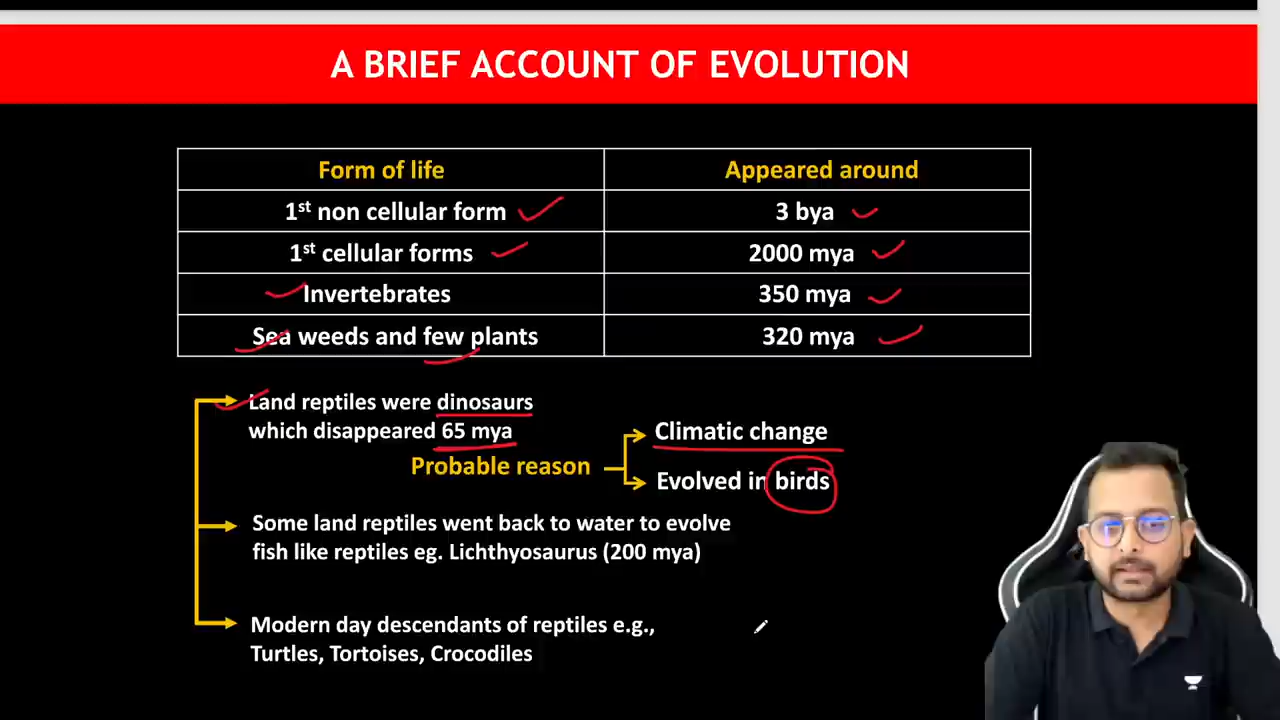 A BRIEF ACCOUNT OF EVOLUTION
Form of life Appeared around
1st non cellular form 3 bya
1st cellular forms 2000 mya
Invertebrates 350 mya
Sea weeds and few plants 320 mya
Land reptiles were dinosaurs
which disappeared 65 mya
Probable reason
Climatic change
Evolved in birds
Some land reptiles went back to water to evolve
fish like reptiles eg. Lichthyosaurus (200 mya)
Modern day descendants of reptiles e.g.,
Turtles, Tortoises, Crocodiles